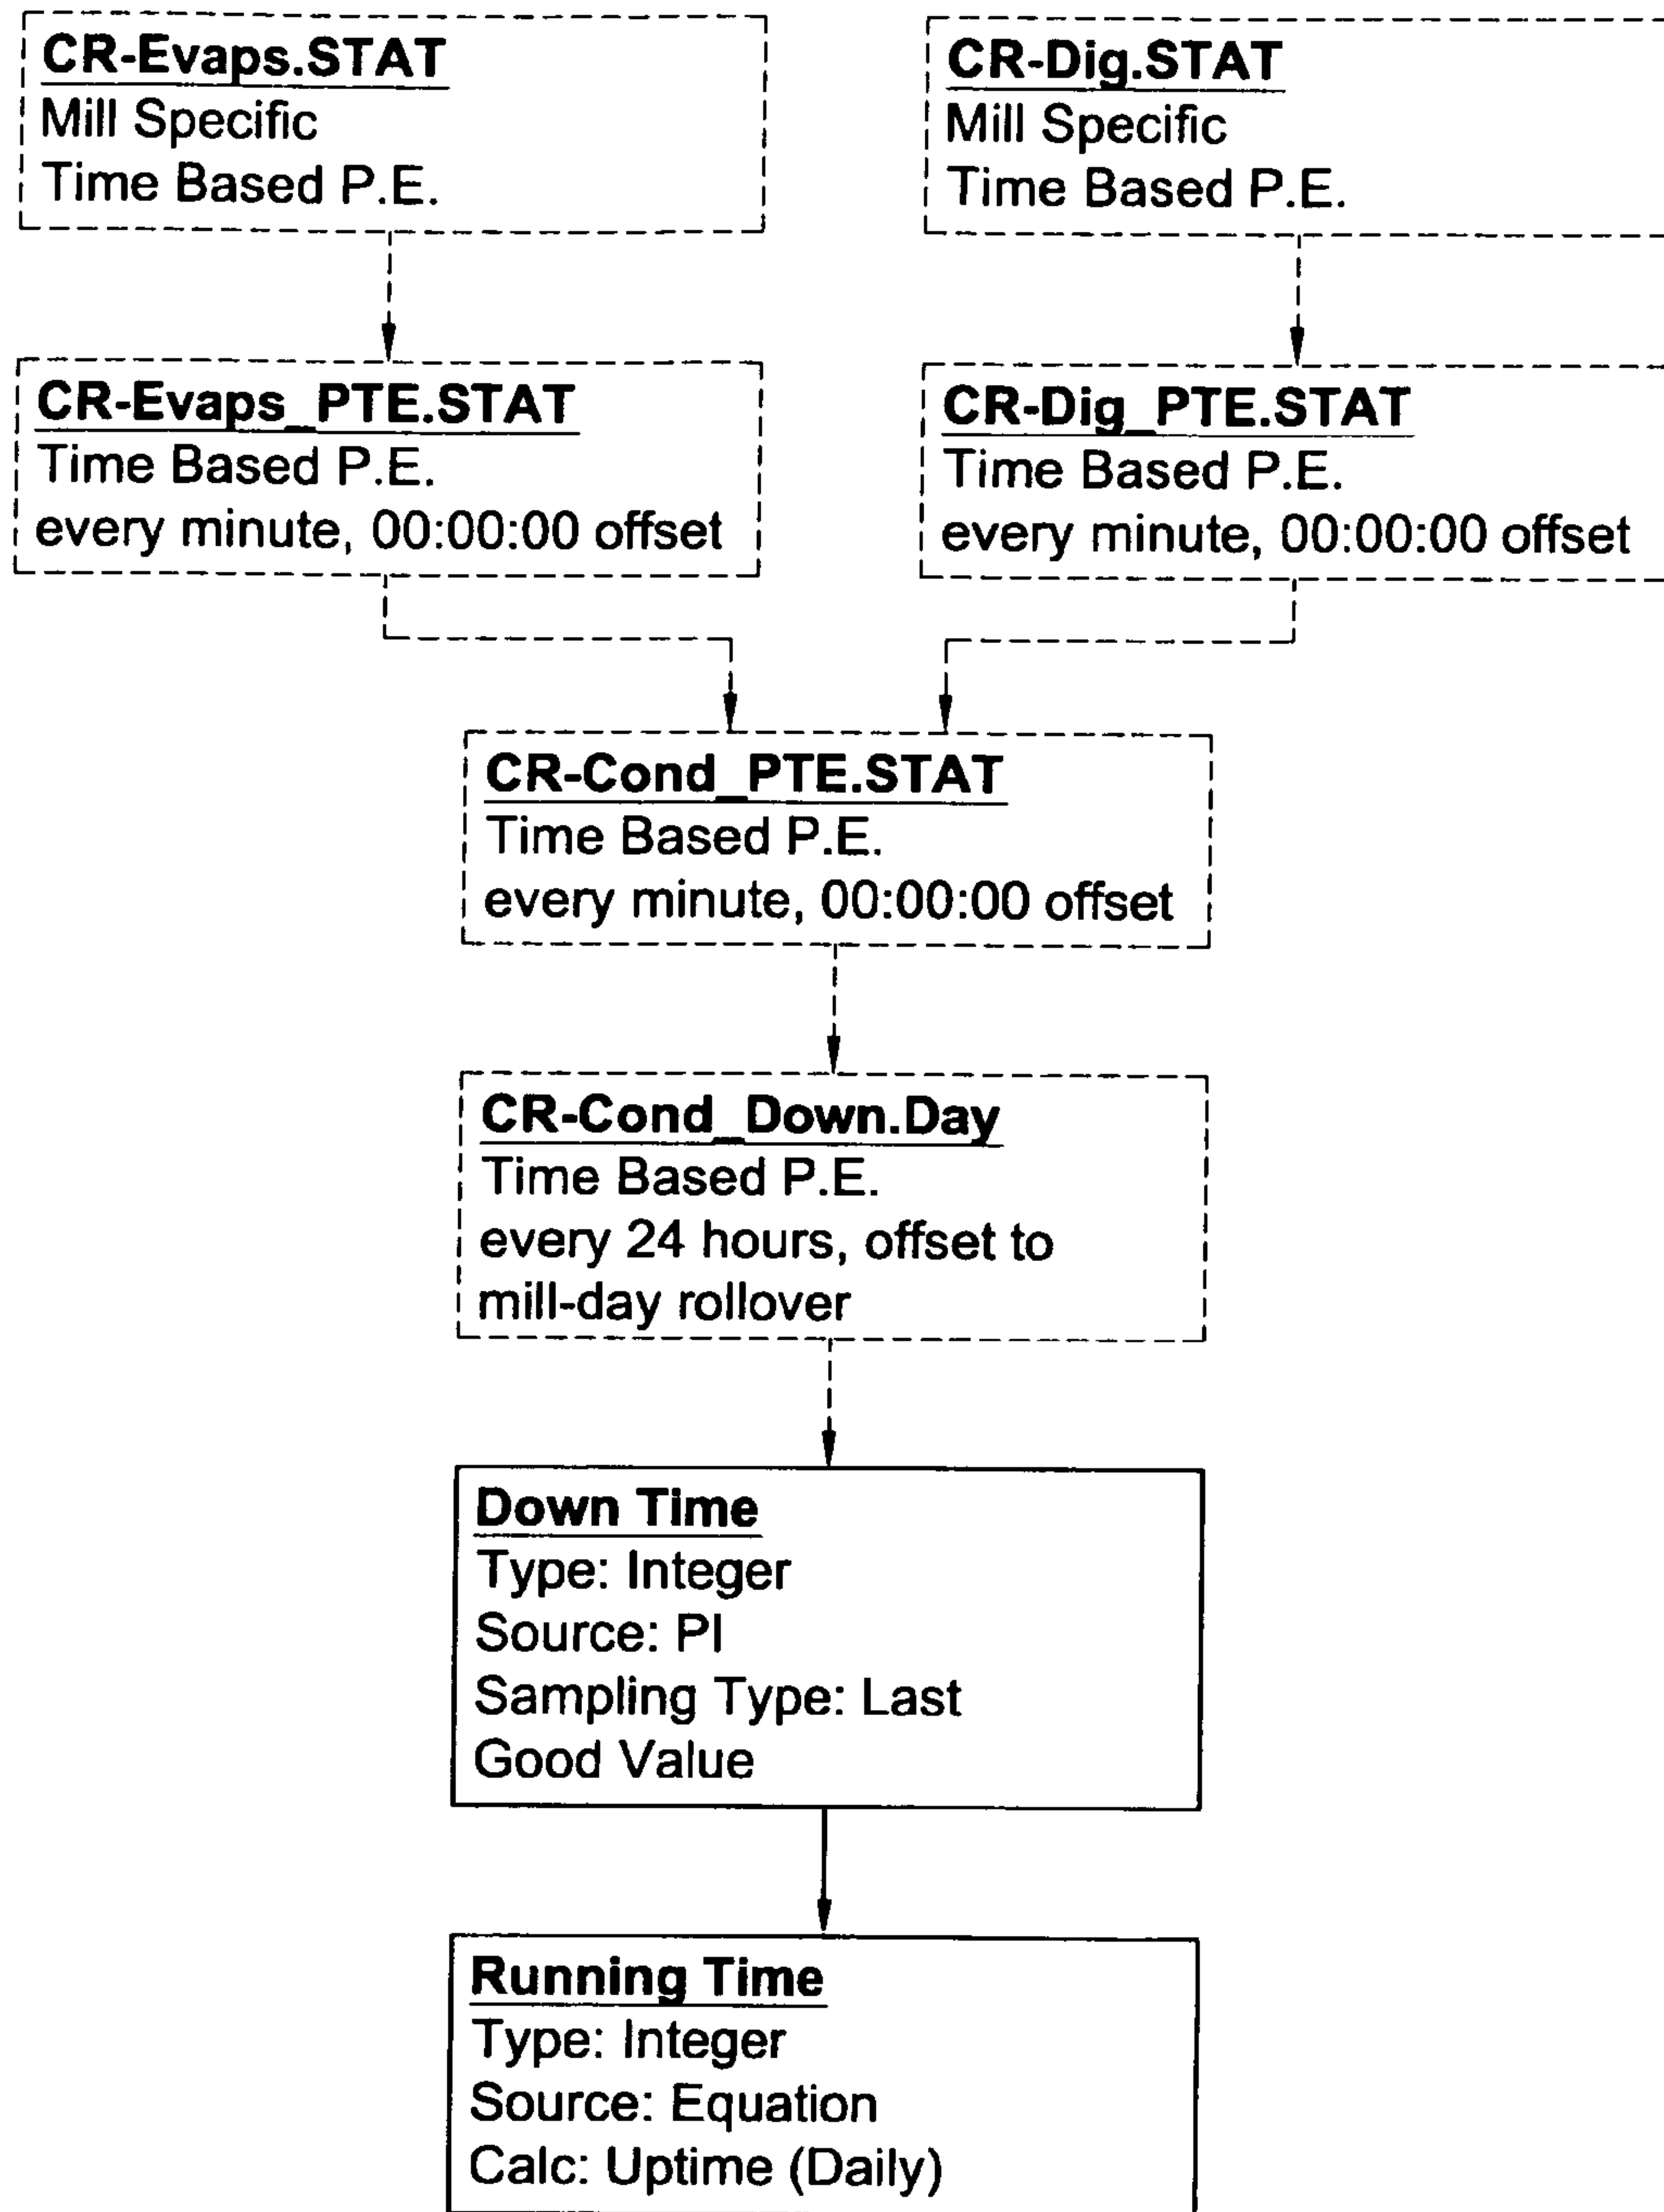 CR-Evaps.STAT
Mill Specific
Time Based P.E.
CR-Dig.STAT
Mill Specific
Time Based P.E.
CR-Evaps_PTE.STAT
Time Based P.E.
every minute, 00:00:00 offset
CR-Dig_PTE.STAT
Time Based P.E.
every minute, 00:00:00 offset
CR-Cond_PTE.STAT
Time Based P.E.
every minute, 00:00:00 offset
CR-Cond_Down.Day
Time Based P.E.
every 24 hours, offset to
mill-day rollover
Down Time
Type: Integer
Source: PI
Sampling Type: Last
Good Value
Running Time
Type: Integer
Source: Equation
Calc: Uptime (Daily)